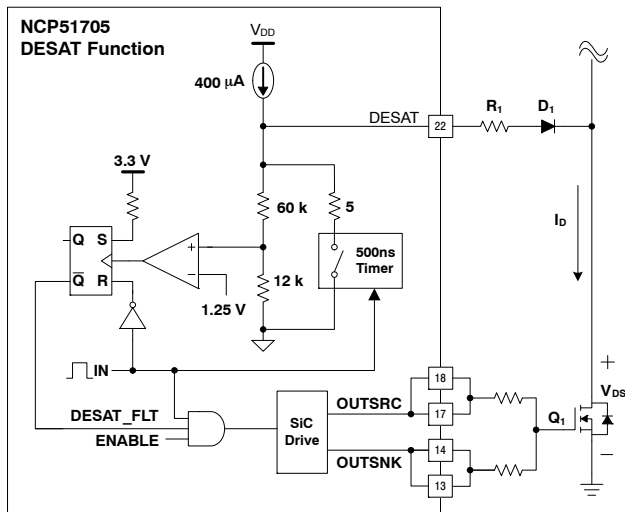 NCP51705
DESAT Function
VDD
400 μA
DESAT
22
R1
D1
3.3 V
60 k
5
ID
Q S
Q R
+
−
500ns
Timer
12 k
1.25 V
IN
18
+
VDS
OUTSRC
17
Q1
DESAT_FLT
SiC
Drive
ENABLE
OUTSNK
14
−
13